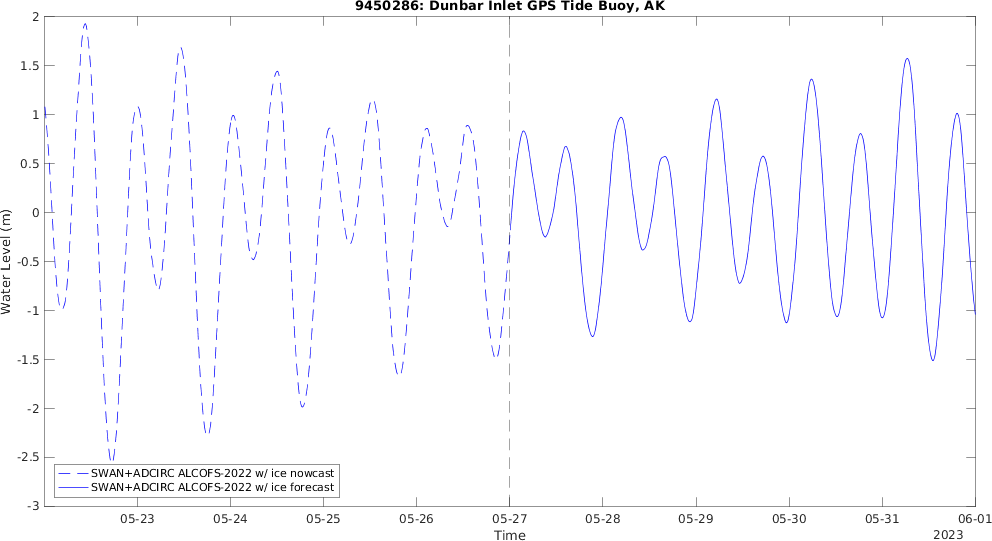 9450286: Dunbar Inlet GPS Tide Buoy, AK
2
1.5
1
0.5
0
-0.5
-1
-1.5
-2
-2.5
-3
Water Level (m)
SWAN+ADCIRC ALCOFS-2022 w/ ice nowcast
SWAN+ADCIRC ALCOFS-2022 w/ ice forecast
05-23 05-24 05-25 05-26 05-27 05-28 05-29 05-30 05-31 06-01
Time
2023